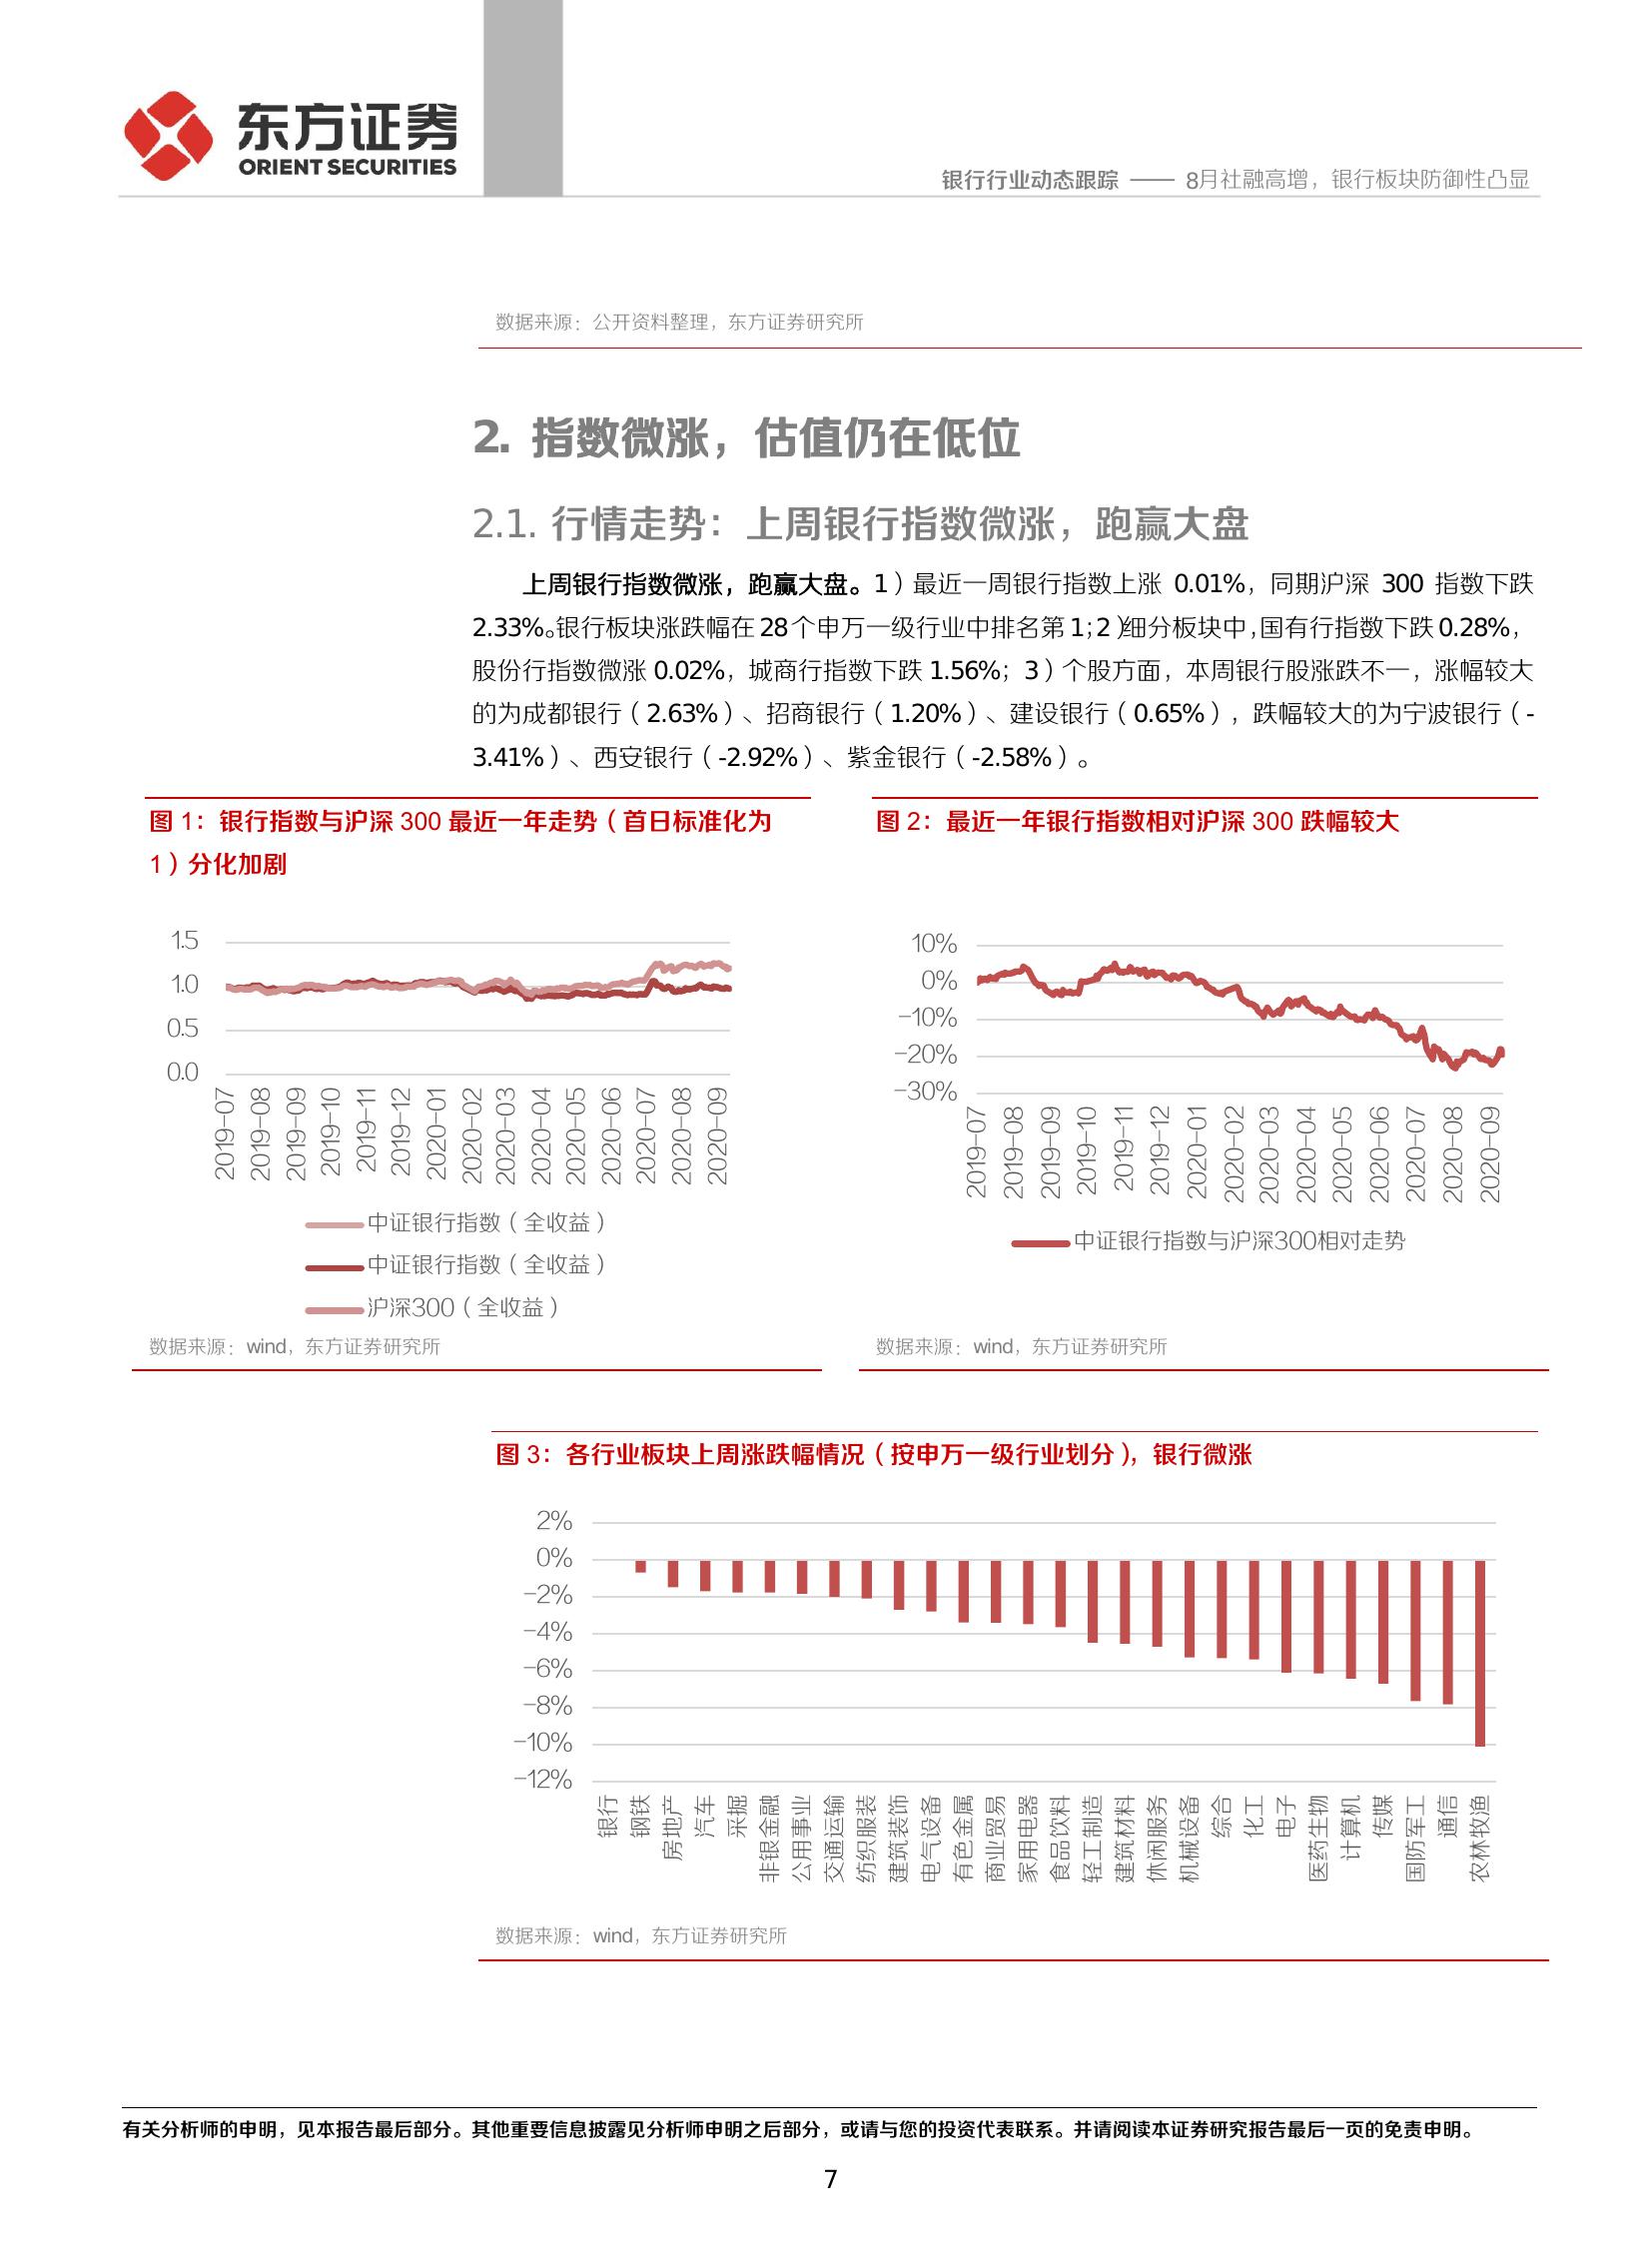 东方证券
ORIENT SECURITIES
银行行业动态跟踪 —— 8月社融高增，银行板块防御性凸显
数据来源：公开资料整理，东方证券研究所
2. 指数微涨，估值仍在低位
2.1. 行情走势：上周银行指数微涨，跑赢大盘
上周银行指数微涨，跑赢大盘。1）最近一周银行指数上涨 0.01%，同期沪深 300 指数下跌
2.33%。银行板块涨跌幅在 28 个申万一级行业中排名第 1；2）细分板块中，国有行指数下跌 0.28%，
股份行指数微涨 0.02%，城商行指数下跌 1.56%；3）个股方面，本周银行股涨跌不一，涨幅较大
的为成都银行（2.63%）、招商银行（1.20%）、建设银行（0.65%），跌幅较大的为宁波银行（-
3.41%）、西安银行（-2.92%）、紫金银行（-2.58%）。
图 1：银行指数与沪深 300 最近一年走势（首日标准化为
1）分化加剧
1.5
1.0
0.5
0.0
2019-07
2019-08
2019-09
2019-10
2019-11
2019-12
2020-01
2020-02
2020-03
2020-04
2020-05
2020-06
2020-07
2020-08
2020-09
中证银行指数（全收益）
中证银行指数（全收益）
沪深300（全收益）
数据来源：wind，东方证券研究所
图 2：最近一年银行指数相对沪深 300 跌幅较大
10%
0%
-10%
-20%
-30%
2019-07
2019-08
2019-09
2019-10
2019-11
2019-12
2020-01
2020-02
2020-03
2020-04
2020-05
2020-06
2020-07
2020-08
2020-09
中证银行指数与沪深300相对走势
数据来源：wind，东方证券研究所
图 3：各行业板块上周涨跌幅情况（按申万一级行业划分），银行微涨
2%
0%
-2%
-4%
-6%
-8%
-10%
-12%
银行
钢铁
房地产
汽车
采掘
非银金融
公用事业
交通运输
纺织服装
建筑装饰
电气设备
有色金属
商业贸易
家用电器
食品饮料
轻工制造
建筑材料
休闲服务
机械设备
综合
化工
电子
医药生物
计算机
传媒
国防军工
通信
农林牧渔
数据来源：wind，东方证券研究所
有关分析师的申明，见本报告最后部分。其他重要信息披露见分析师申明之后部分，或请与您的投资代表联系。并请阅读本证券研究报告最后一页的免责申明。
7